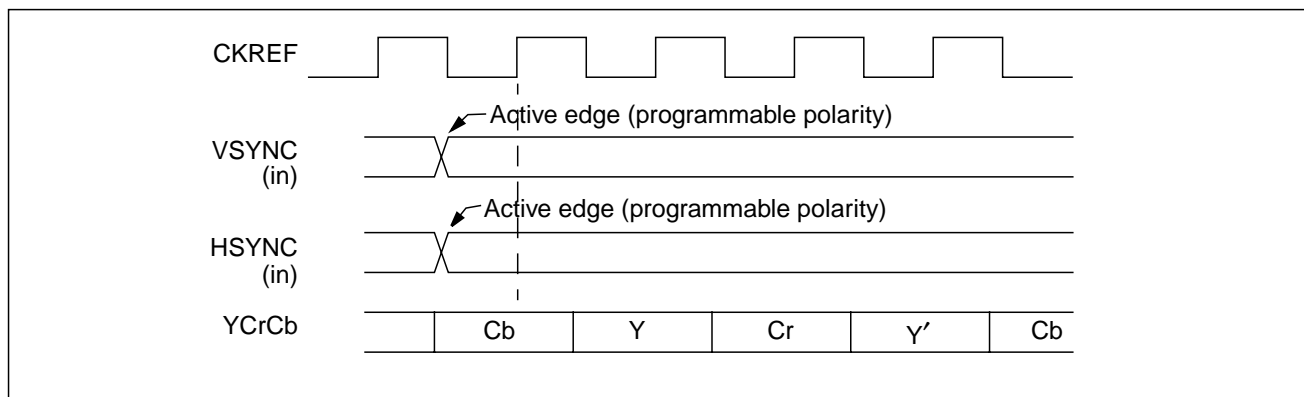 CKREF
Active edge (programmable polarity)
VSYNC
(in)
Active edge (programmable polarity)
HSYNC
(in)
YCrCb Cb Y Cr Y′ Cb